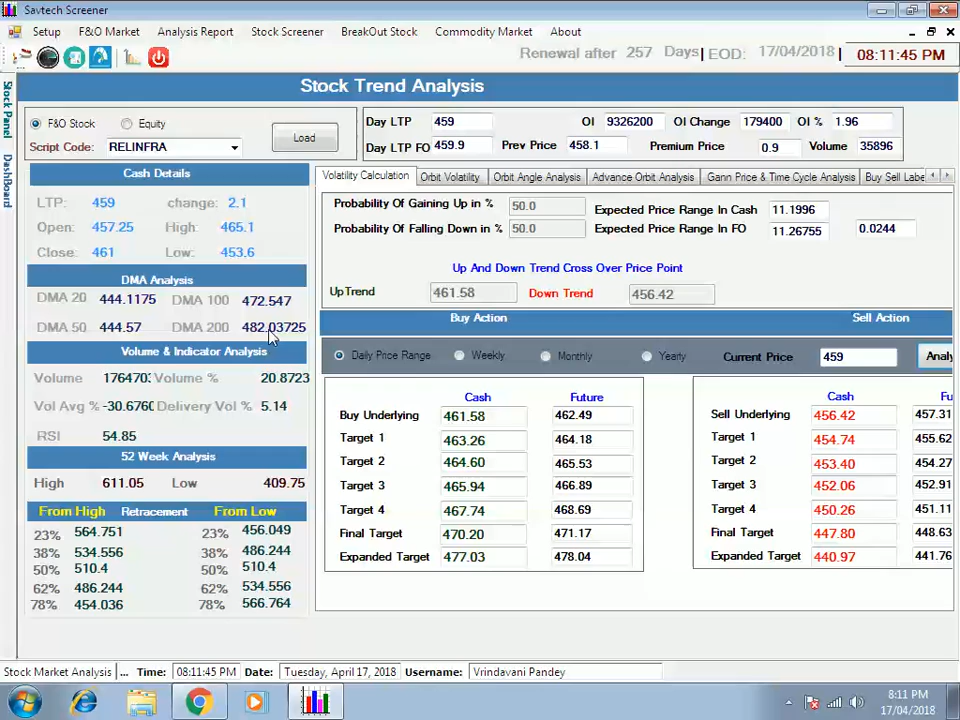 Savtech Screener
Setup F&O Market Analysis Report Stock Screener BreakOut Stock Commodity Market About
Renewal after 257 Days| EOD: 17/04/2018 | 08:11:45 PM
Stock Trend Analysis
Stock Panel
DashBoard
F&O Stock Equity
Script Code: RELINFRA
Load
Day LTP 459 OI 9326200 OI Change 179400 OI % 1.96
Day LTP FO 459.9 Prev Price 458.1 Premium Price 0.9 Volume 35896
Cash Details
LTP: 459 change: 2.1
Open: 457.25 High: 465.1
Close: 461 Low: 453.6
DMA Analysis
DMA 20 444.1175 DMA 100 472.547
DMA 50 444.57 DMA 200 482.03725
Volume & Indicator Analysis
Volume 176470 Volume % 20.8723
Vol Avg % -30.6760 Delivery Vol % 5.14
RSI 54.85
52 Week Analysis
High 611.05 Low 409.75
From High Retracement From Low
23% 564.751 23% 456.049
38% 534.556 38% 486.244
50% 510.4 50% 510.4
62% 486.244 62% 534.556
78% 454.036 78% 566.764
Volatility Calculation Orbit Volatility Orbit Angle Analysis Advance Orbit Analysis Gann Price & Time Cycle Analysis Buy Sell Labe
Probability Of Gaining Up in % 50.0 Expected Price Range In Cash 11.1996
Probability Of Falling Down in % 50.0 Expected Price Range in FO 11.26755 0.0244
Up And Down Trend Cross Over Price Point
UpTrend 461.58 Down Trend 456.42
Buy Action Sell Action
Daily Price Range Weekly Monthly Yearly Current Price 459 Analy
Cash Future
Buy Underlying 461.58 462.49
Target 1 463.26 464.18
Target 2 464.60 465.53
Target 3 465.94 466.89
Target 4 467.74 468.69
Final Target 470.20 471.17
Expanded Target 477.03 478.04
Cash Fu
Sell Underlying 456.42 457.31
Target 1 454.74 455.62
Target 2 453.40 454.27
Target 3 452.06 452.91
Target 4 450.26 451.11
Final Target 447.80 448.63
Expanded Target 440.97 441.76
Stock Market Analysis ... Time: 08:11:45 PM Date: Tuesday, April 17, 2018 Username: Vrindavani Pandey
8:11 PM
17/04/2018